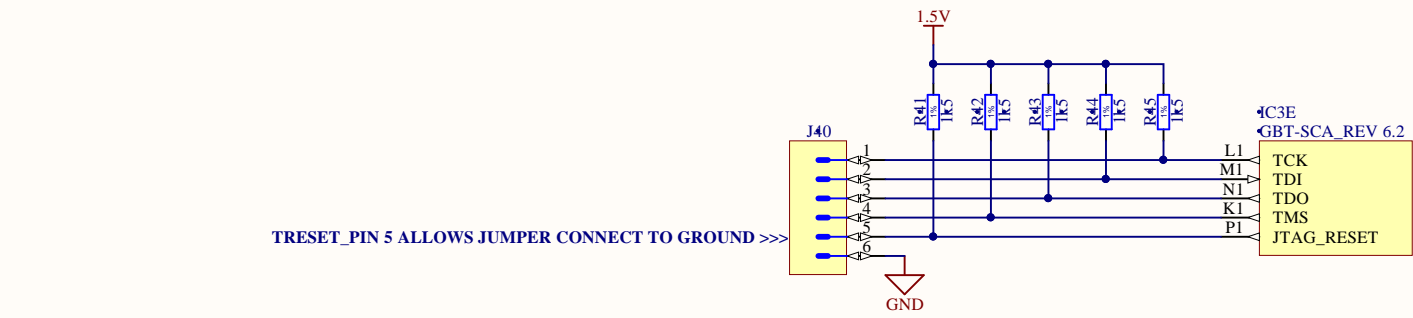 1.5V
R41 1% 1k5
R42 1% 1k5
R43 1% 1k5
R44 1% 1k5
R45 1% 1k5
IC3E
GBT-SCA_REV 6.2
J40
1
2
3
4
5
6
L1 TCK
M1 TDI
N1 TDO
K1 TMS
P1 JTAG_RESET
TRESET_PIN 5 ALLOWS JUMPER CONNECT TO GROUND >>>
GND